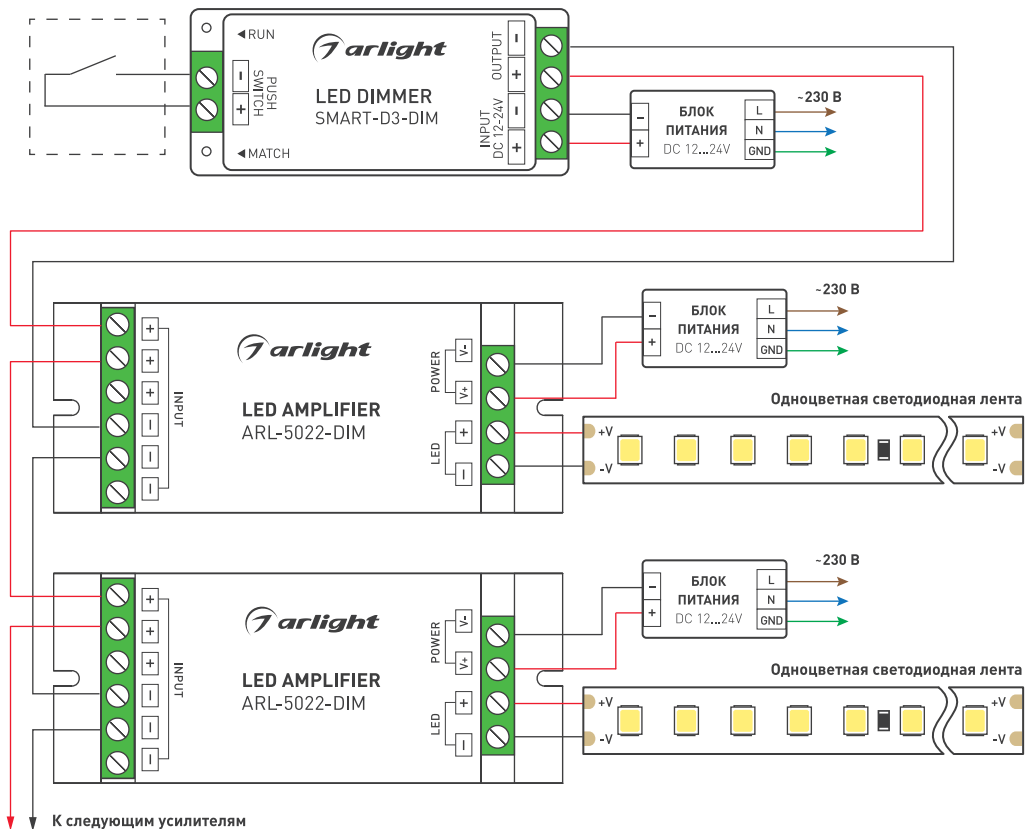 ◄RUN
arlight
LED DIMMER
SMART-D3-DIM
PUSH
SWITCH
- +
◄MATCH
OUTPUT
- +
INPUT
DC 12-24V
- +
БЛОК
ПИТАНИЯ
DC 12...24V
- +
L
N
GND
~230 В
arlight
LED AMPLIFIER
ARL-5022-DIM
INPUT
+
+
+
−
−
−
POWER
V-
V+
LED
+
−
БЛОК
ПИТАНИЯ
DC 12...24V
−
+
L
N
GND
~230 В
Одноцветная светодиодная лента
+V
-V
+V
-V
arlight
LED AMPLIFIER
ARL-5022-DIM
INPUT
+
+
+
−
−
−
POWER
V-
V+
LED
+
−
БЛОК
ПИТАНИЯ
DC 12...24V
−
+
L
N
GND
~230 В
Одноцветная светодиодная лента
+V
-V
+V
-V
К следующим усилителям